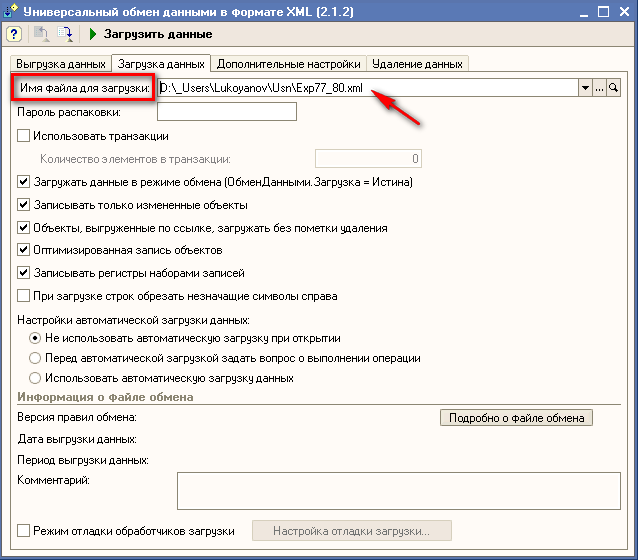 Универсальный обмен данными в формате XML (2.1.2)
? Загрузить данные
Выгрузка данных Загрузка данных Дополнительные настройки Удаление данных
Имя файла для загрузки: D:\_Users\Lukoyanov\Usn\Exp77_80.xml ...
Пароль распаковки:
Использовать транзакции
Количество элементов в транзакции: 0
Загружать данные в режиме обмена (ОбменДанными.Загрузка = Истина)
Записывать только измененные объекты
Объекты, выгруженные по ссылке, загружать без пометки удаления
Оптимизированная запись объектов
Записывать регистры наборами записей
При загрузке строк обрезать незначащие символы справа
Настройки автоматической загрузки данных:
Не использовать автоматическую загрузку при открытии
Перед автоматической загрузкой задать вопрос о выполнении операции
Использовать автоматическую загрузку данных
Информация о файле обмена
Версия правил обмена: Подробно о файле обмена
Дата выгрузки данных:
Период выгрузки данных:
Комментарий:
Режим отладки обработчиков загрузки Настройка отладки загрузки...